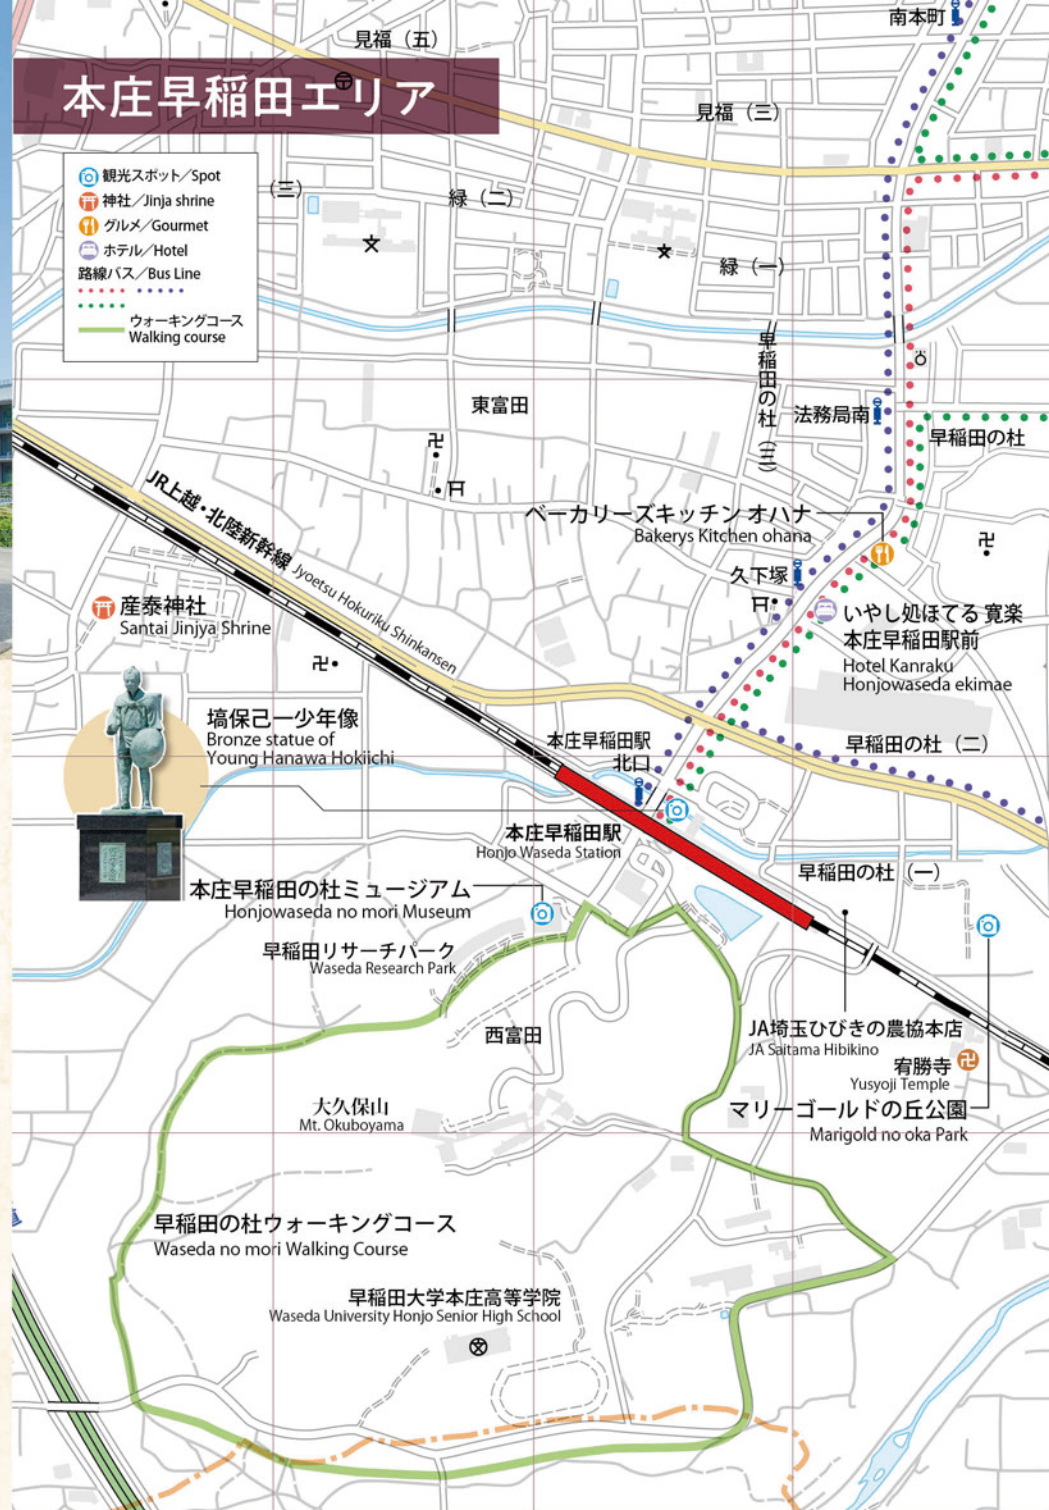 南本町
見福（五）
本庄早稲田エリア
見福（三）
観光スポット／Spot
神社／Jinja shrine
グルメ／Gourmet
ホテル／Hotel
路線バス／Bus Line
ウォーキングコース
Walking course
（三）
緑（二）
緑（一）
早稲田の杜（三）
東富田
法務局南
早稲田の杜
JR上越・北陸新幹線 Jyoetsu Hokuriku Shinkansen
ベーカリーズキッチン オハナ
Bakerys Kitchen ohana
久下塚
産泰神社
Santai Jinjya Shrine
いやし処ほてる 寛楽
本庄早稲田駅前
Hotel Kanraku
Honjowaseda ekimae
塙保己一少年像
Bronze statue of
Young Hanawa Hokiichi
本庄早稲田駅
北口
早稲田の杜（二）
本庄早稲田駅
Honjo Waseda Station
早稲田の杜（一）
本庄早稲田の杜ミュージアム
Honjowaseda no mori Museum
早稲田リサーチパーク
Waseda Research Park
西富田
JA埼玉ひびきの農協本店
JA Saitama Hibikino
宥勝寺
Yusyoji Temple
マリーゴールドの丘公園
Marigold no oka Park
大久保山
Mt. Okuboyama
早稲田の杜ウォーキングコース
Waseda no mori Walking Course
早稲田大学本庄高等学院
Waseda University Honjo Senior High School